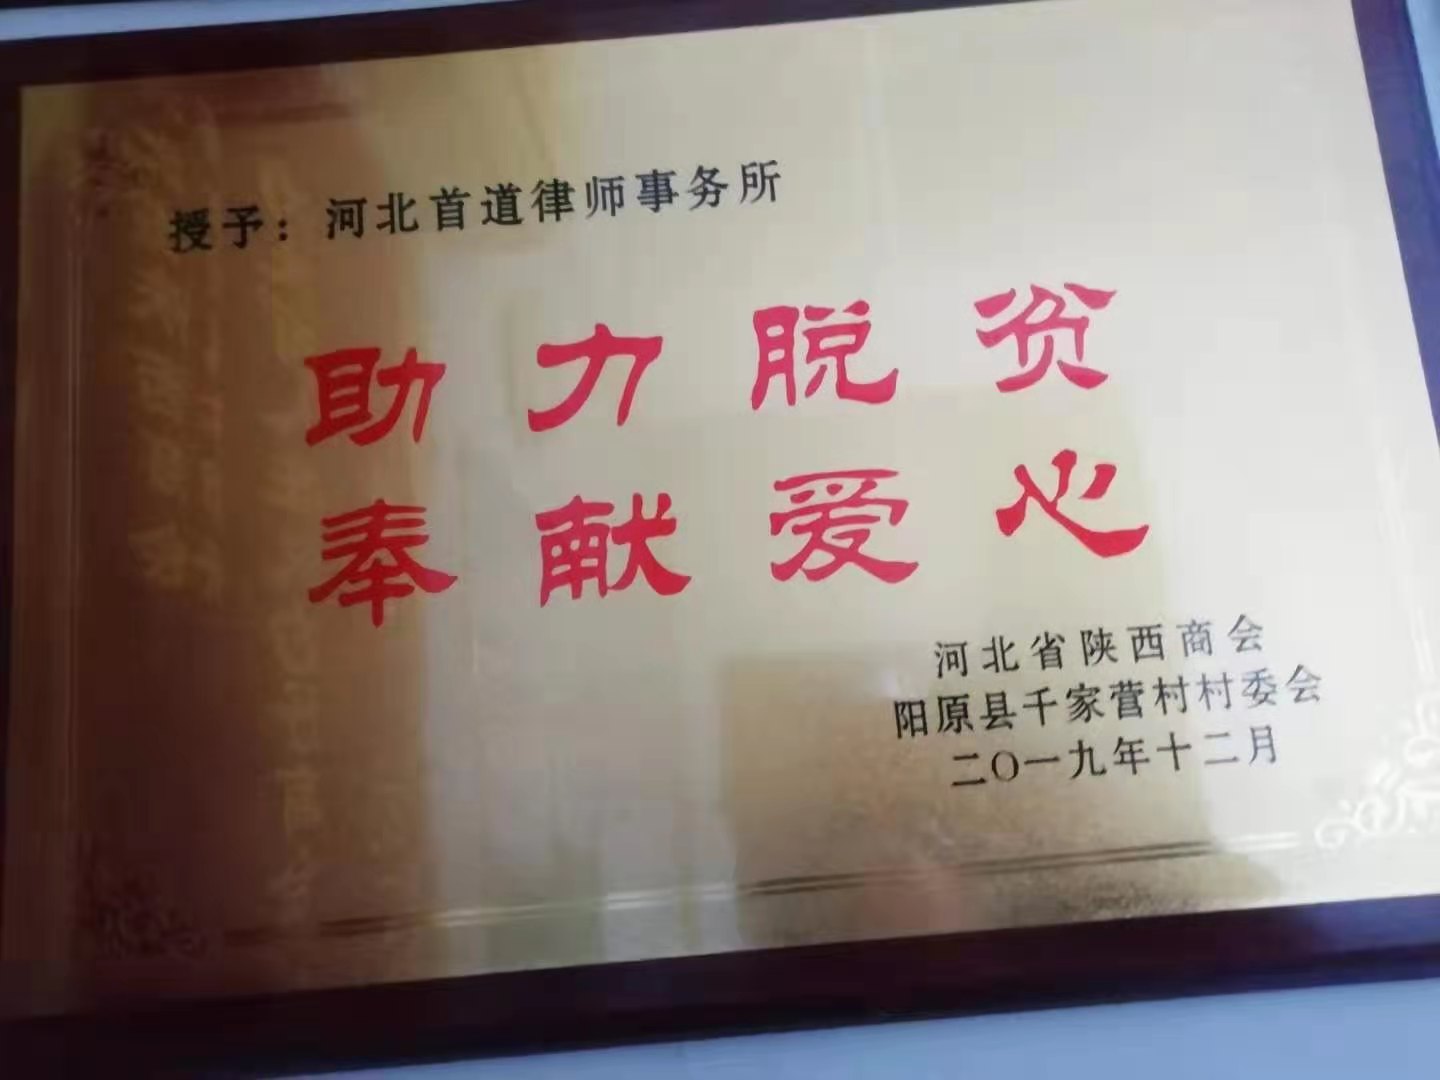 授予：河北首道律师事务所
助力脱贫
奉献爱心
河北省陕西商会
阳原县千家营村村委会
二〇一九年十二月